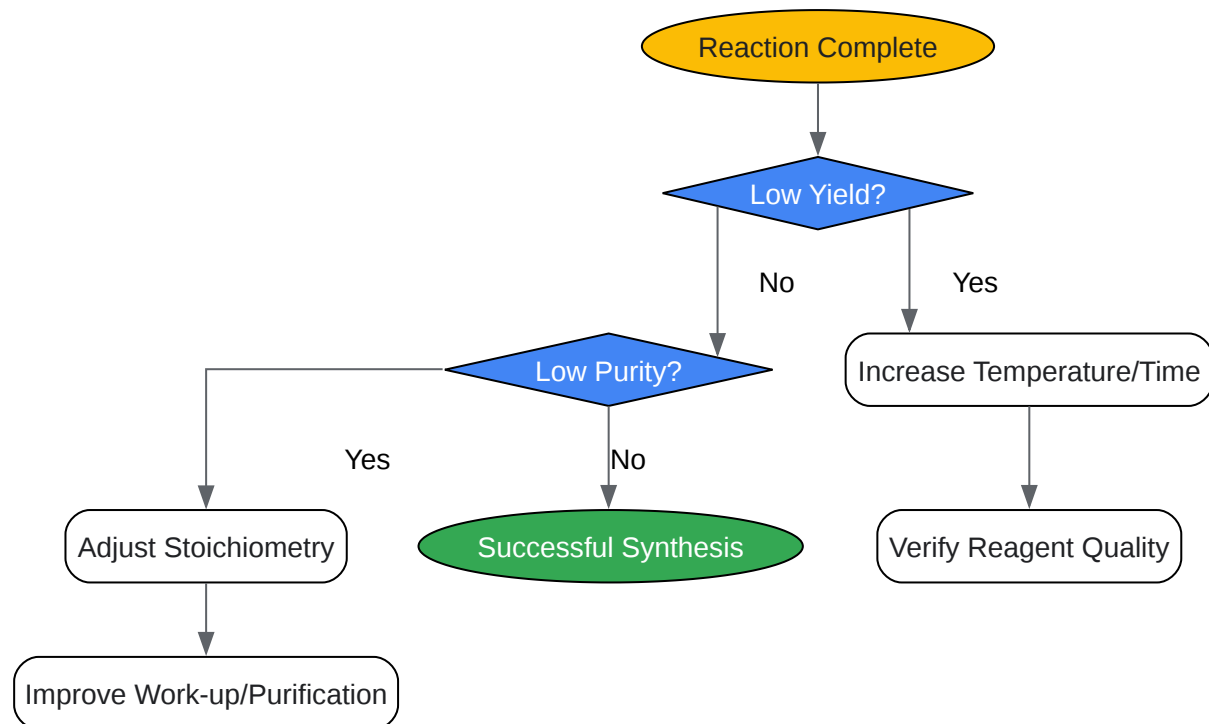 Reaction Complete
Low Yield?
No
Yes
Low Purity?
Increase Temperature/Time
Yes
No
Adjust Stoichiometry
Successful Synthesis
Verify Reagent Quality
Improve Work-up/Purification